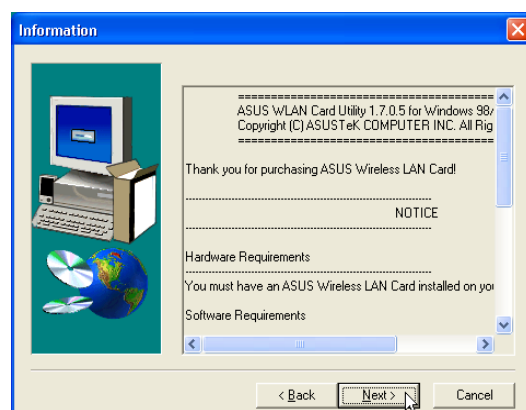 Information
================================================
ASUS WLAN Card Utility 1.7.0.5 for Windows 98/
Copyright (C) ASUSTeK COMPUTER INC. All Rig
================================================
Thank you for purchasing ASUS Wireless LAN Card!
------------------------------------------------
NOTICE
------------------------------------------------
Hardware Requirements
------------------------------------------------
You must have an ASUS Wireless LAN Card installed on you
Software Requirements
< Back Next > Cancel